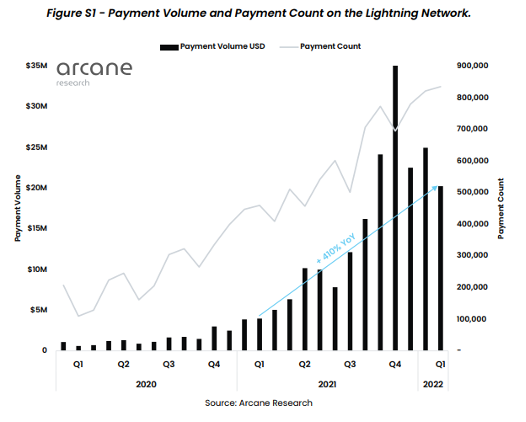 Figure S1 - Payment Volume and Payment Count on the Lightning Network.
Payment Volume USD Payment Count
arcane
research
$35M
$30M
$25M
$20M
$15M
$10M
$5M
0
Payment Volume
900,000
800,000
700,000
600,000
500,000
400,000
300,000
200,000
100,000
-
Payment Count
+ 410% YoY
Q1 Q2 Q3 Q4 Q1 Q2 Q3 Q4 Q1
2020 2021 2022
Source: Arcane Research